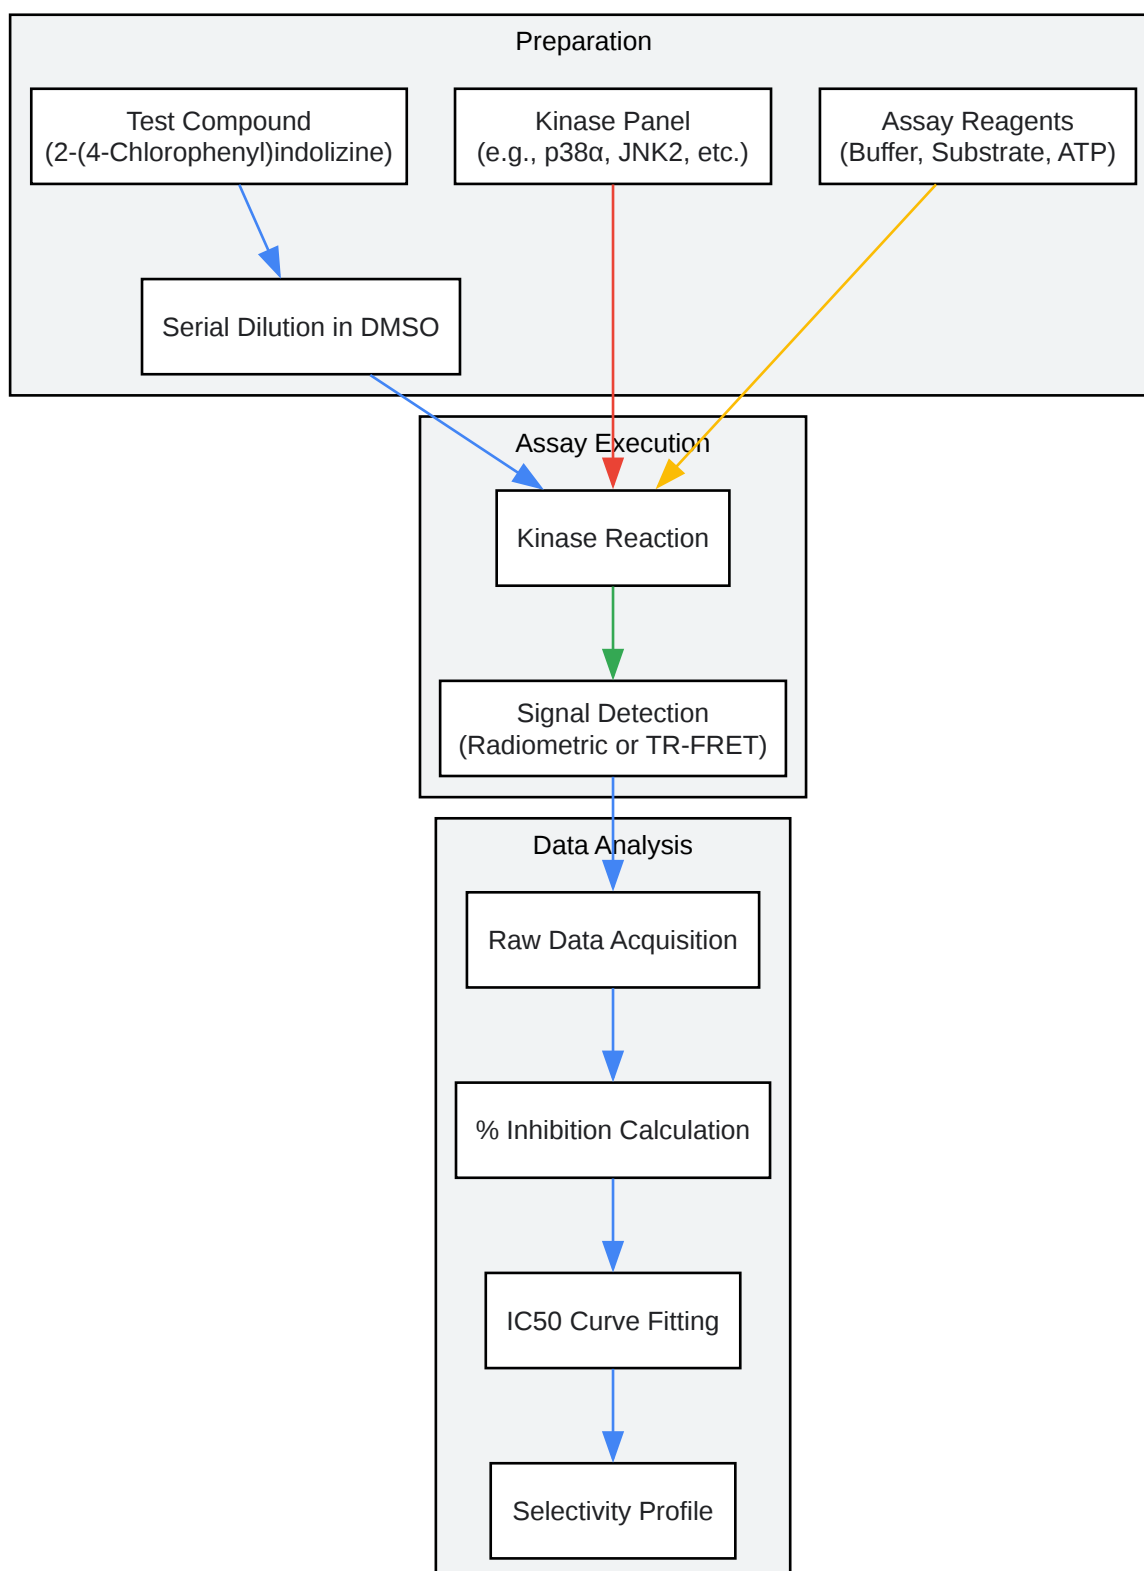 Preparation
Test Compound
(2-(4-Chlorophenyl)indolizine)
Kinase Panel
(e.g., p38α, JNK2, etc.)
Assay Reagents
(Buffer, Substrate, ATP)
Serial Dilution in DMSO
Assay Execution
Kinase Reaction
Signal Detection
(Radiometric or TR-FRET)
Data Analysis
Raw Data Acquisition
% Inhibition Calculation
IC50 Curve Fitting
Selectivity Profile